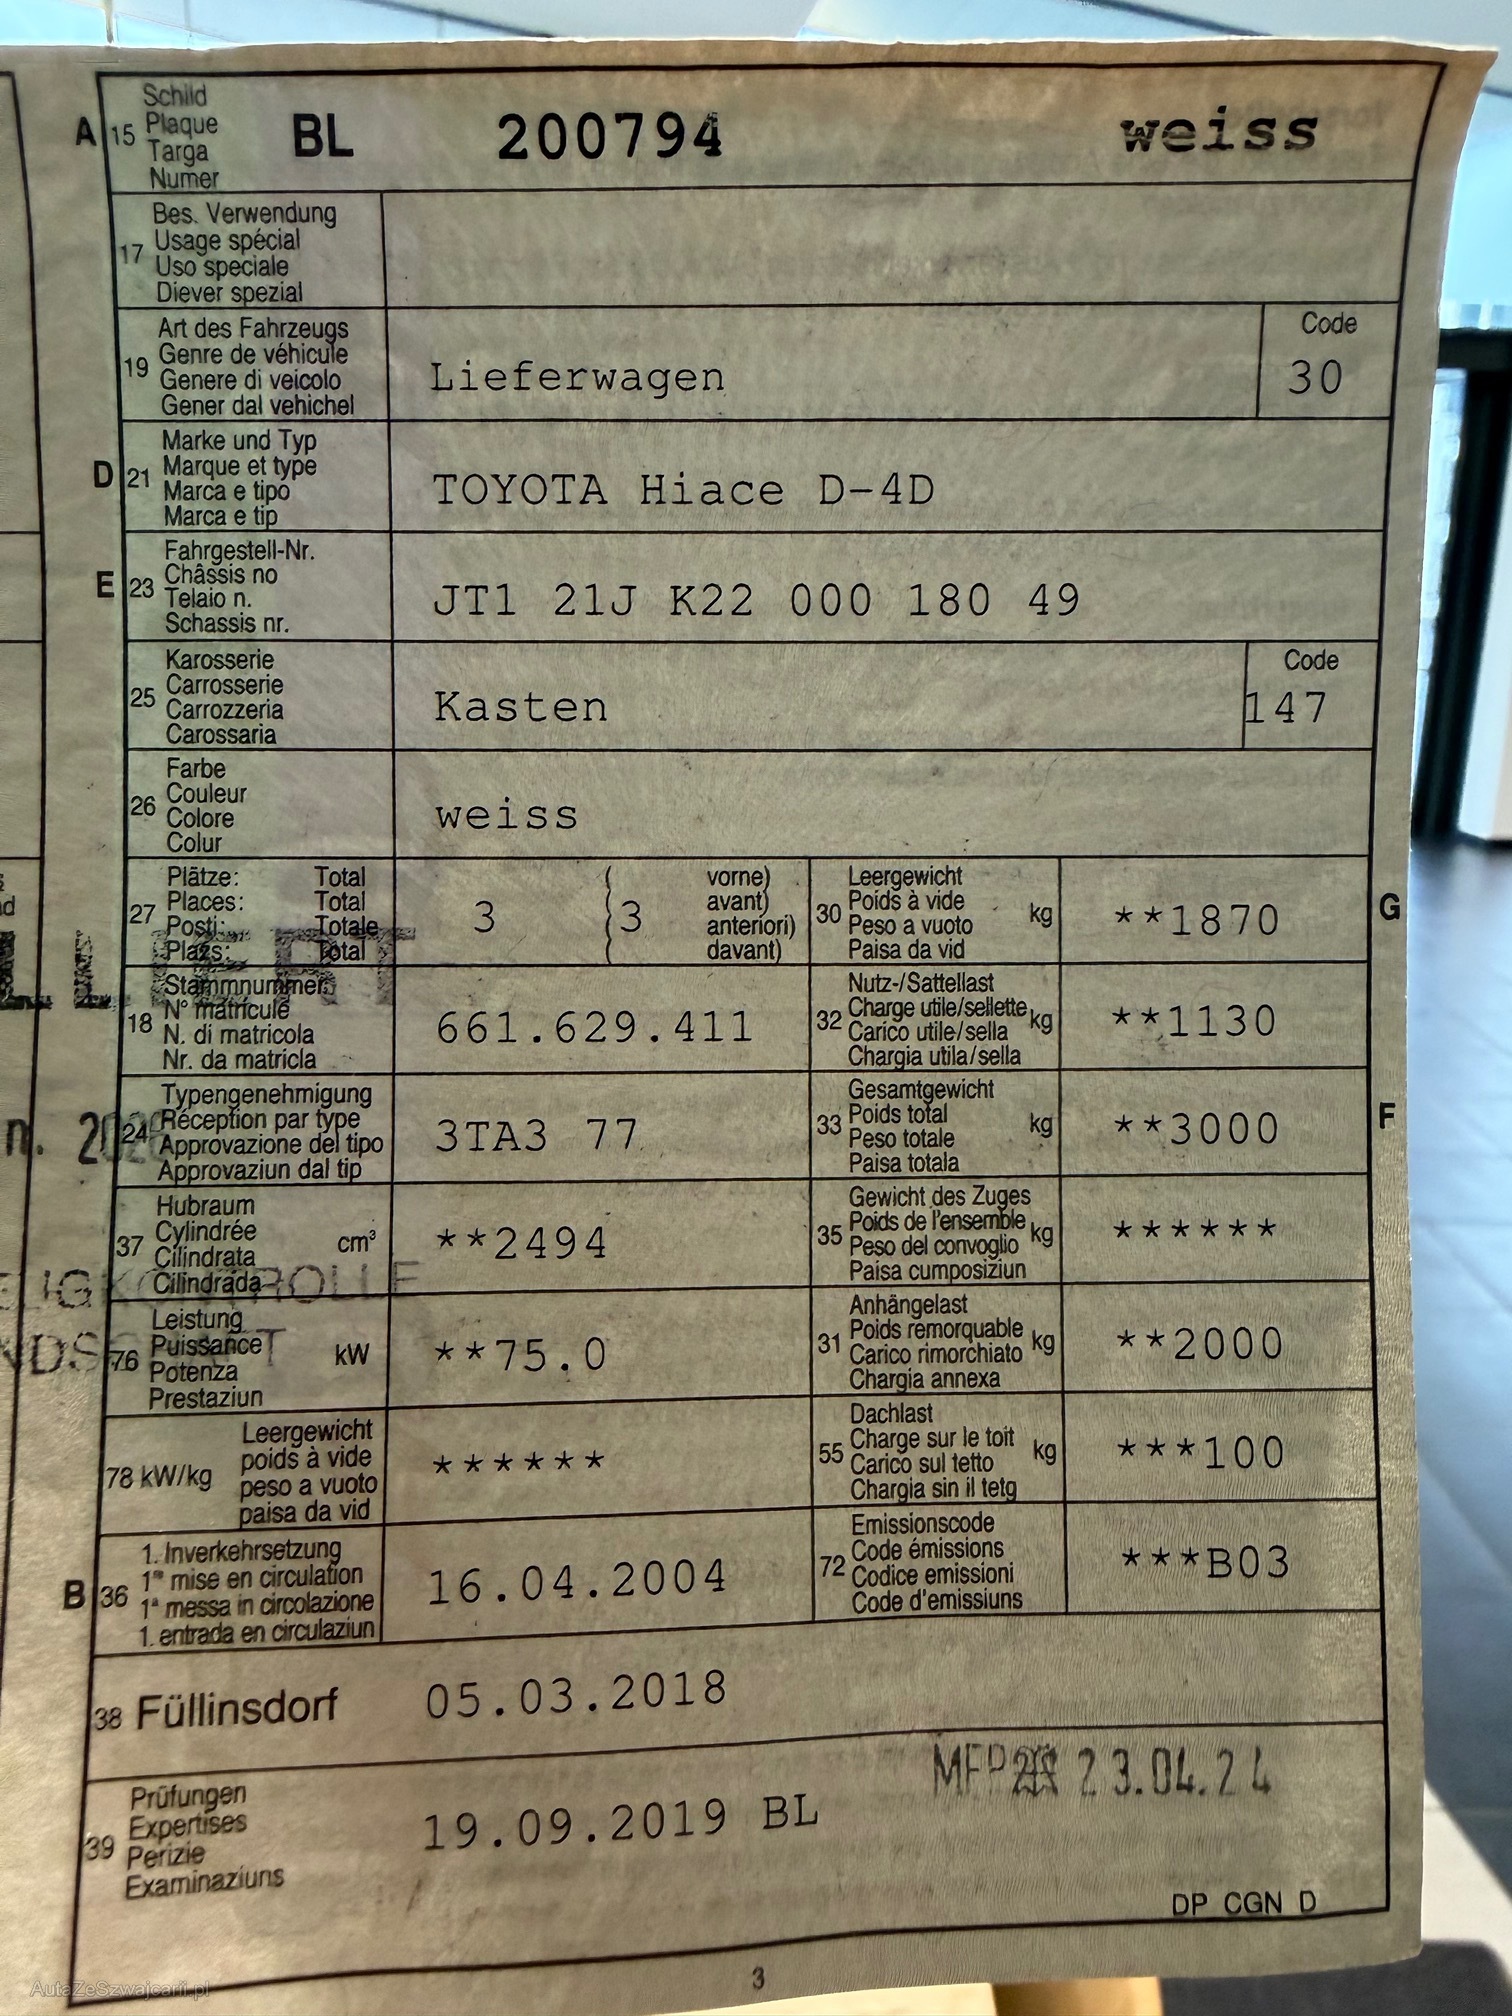 A 15 Schild BL 200794 weiss
Plaque
Targa
Numer
17 Bes. Verwendung
Usage spécial
Uso speciale
Diever spezial
19 Art des Fahrzeugs Lieferwagen Code 30
Genre de véhicule
Genere di veicolo
Gener dal vehichel
D 21 Marke und Typ TOYOTA Hiace D-4D
Marque et type
Marca e tipo
Marca e tip
E 23 Fahrgestell-Nr. JT1 21J K22 000 180 49
Châssis no
Telaio n.
Schassis nr.
25 Karosserie Kasten Code 147
Carrosserie
Carrozzeria
Carossaria
26 Farbe weiss
Couleur
Colore
Colur
27 Plätze: Total 3 ( 3 vorne)
Places: Total avant)
Posti: Totale anteriori)
Plazs: Total davant)
30 Leergewicht kg **1870 G
Poids à vide
Peso a vuoto
Paisa da vid
18 Stammnummer 661.629.411
N° matricule
N. di matricola
Nr. da matricla
32 Nutz-/Sattellast kg **1130
Charge utile/sellette
Carico utile/sella
Chargia utila/sella
24 Typengenehmigung 3TA3 77
Réception par type
Approvazione del tipo
Approvaziun dal tip
33 Gesamtgewicht kg **3000 F
Poids total
Peso totale
Paisa totala
37 Hubraum cm³ **2494
Cylindrée
Cilindrata
Cilindrada
35 Gewicht des Zuges kg ******
Poids de l'ensemble
Peso del convoglio
Paisa cumposiziun
76 Leistung kW **75.0
Puissance
Potenza
Prestaziun
31 Anhängelast kg **2000
Poids remorquable
Carico rimorchiato
Chargia annexa
78 kW/kg Leergewicht ******
poids à vide
peso a vuoto
paisa da vid
55 Dachlast kg ***100
Charge sur le toit
Carico sul tetto
Chargia sin il tetg
B 36 1. Inverkehrsetzung 16.04.2004
1re mise en circulation
1a messa in circolazione
1. entrada en circulaziun
72 Emissionscode ***B03
Code émissions
Codice emissioni
Code d'emissiuns
38 Füllinsdorf 05.03.2018
39 Prüfungen 19.09.2019 BL MFP 23.04.24
Expertises
Perizie
Examinaziuns
DP CGN D
3
AutaZeSzwajcarii.pl